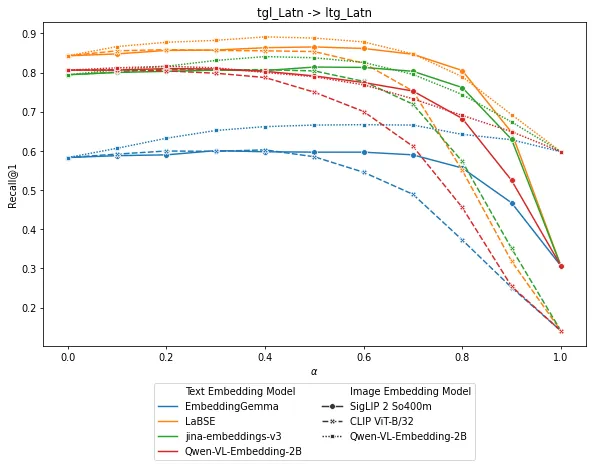 tgl_Latn -> ltg_Latn
Recall@1
0.9
0.8
0.7
0.6
0.5
0.4
0.3
0.2
0.0 0.2 0.4 0.6 0.8 1.0
α
Text Embedding Model Image Embedding Model
EmbeddingGemma SigLIP 2 So400m
LaBSE CLIP ViT-B/32
jina-embeddings-v3 Qwen-VL-Embedding-2B
Qwen-VL-Embedding-2B